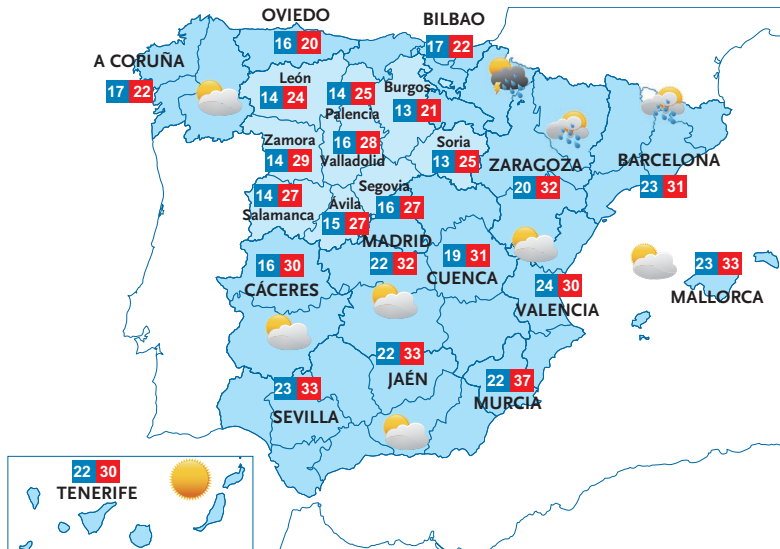 OVIEDO
16 20
BILBAO
17 22
A CORUÑA
17 22
León
14 24
14 25
Palencia
Burgos
13 21
Zamora
14 29
16 28
Valladolid
Soria
13 25
ZARAGOZA
20 32
BARCELONA
23 31
14 27
Salamanca
Ávila
15 27
Segovia
16 27
MADRID
22 32
19 31
CUENCA
16 30
CÁCERES
24 30
VALENCIA
23 33
MALLORCA
22 33
JAÉN
23 33
SEVILLA
22 37
MURCIA
22 30
TENERIFE